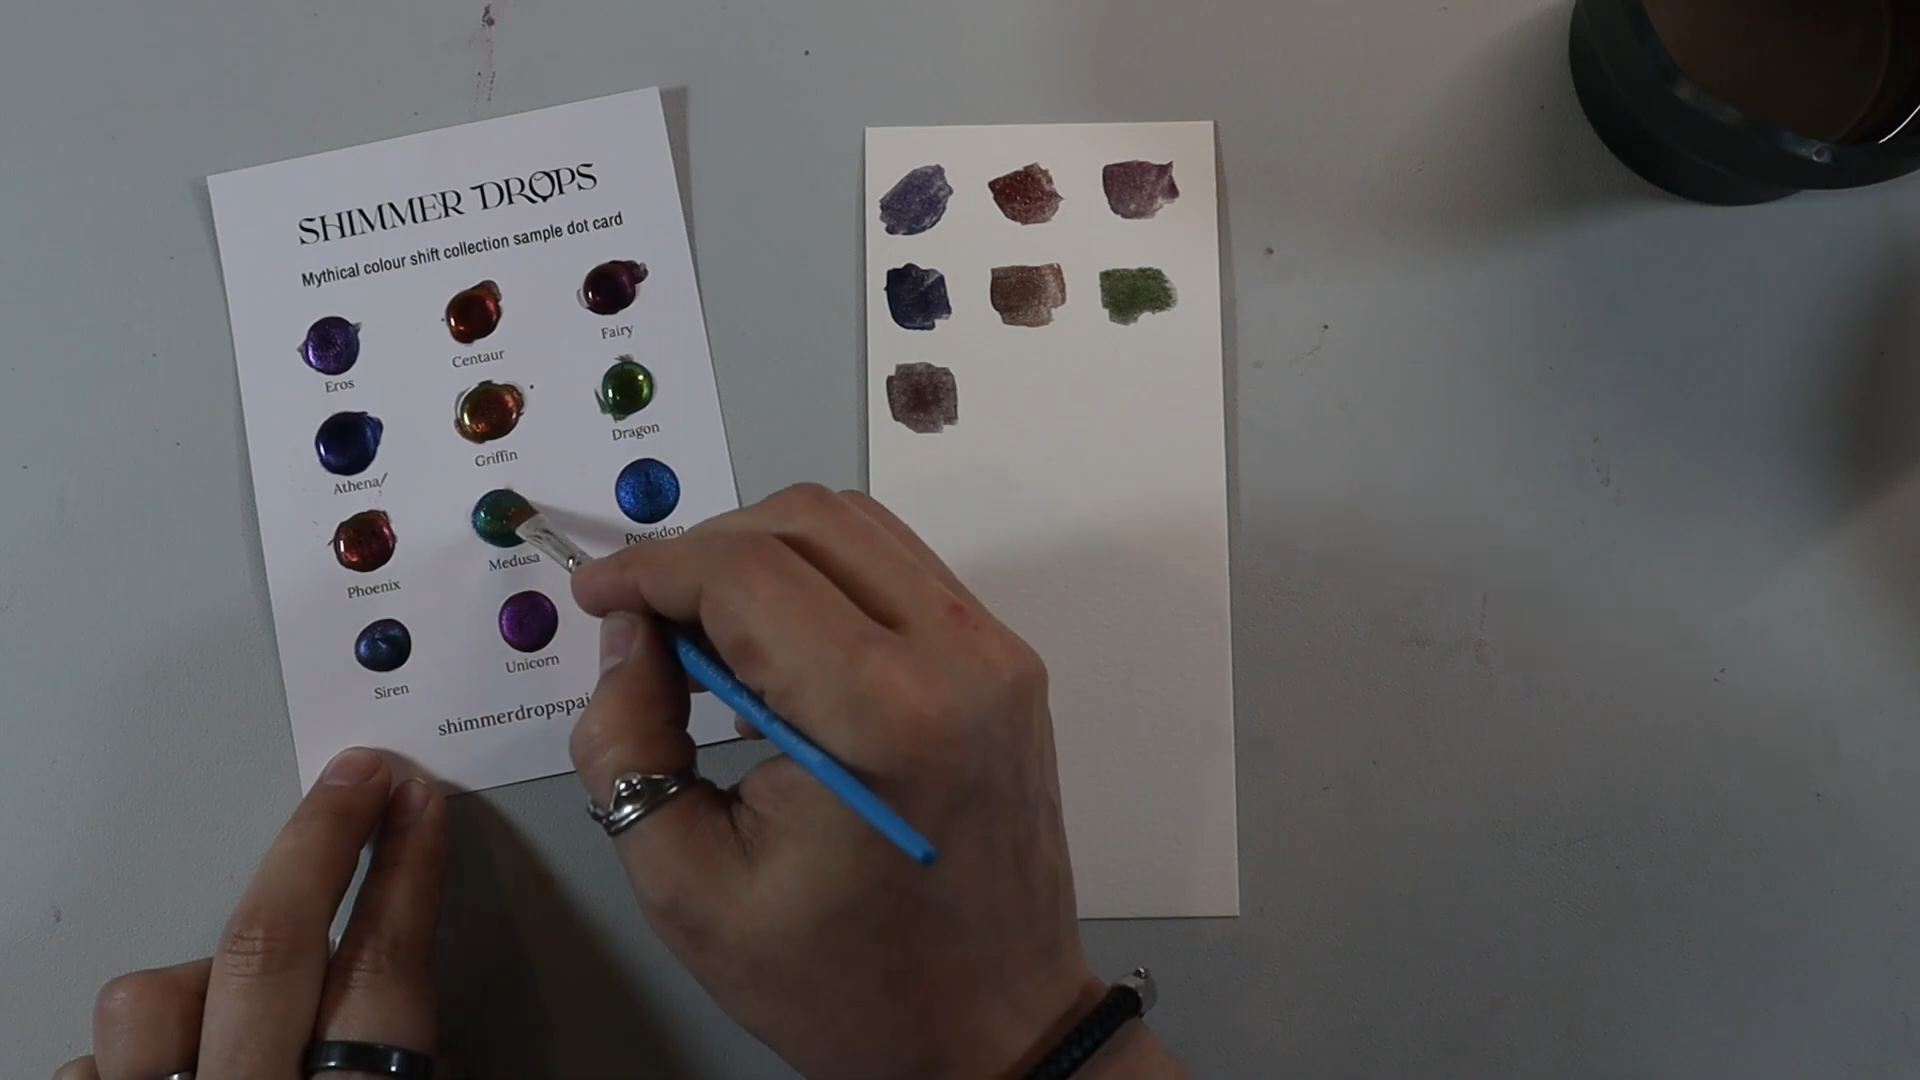 SHIMMER DROPS
Mythical colour shift collection sample dot card
Eros
Centaur
Fairy
Athena/
Griffin
Dragon
Phoenix
Medusa
Poseidon
Siren
Unicorn
shimmerdropspai